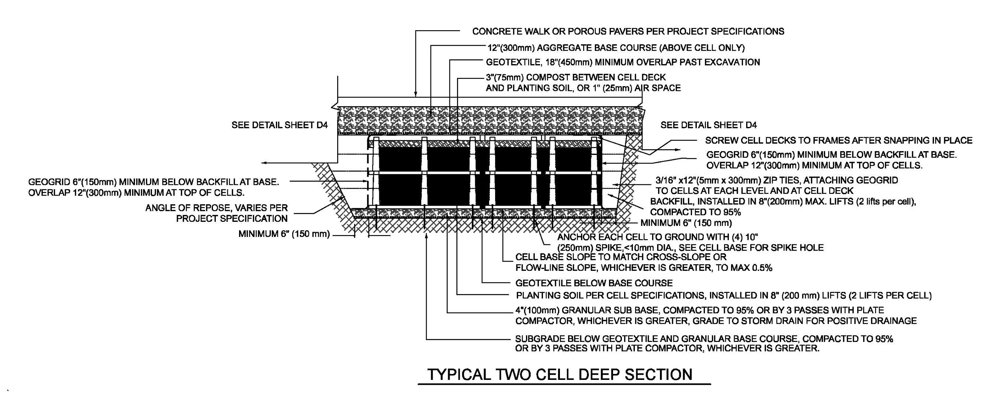 CONCRETE WALK OR POROUS PAVERS PER PROJECT SPECIFICATIONS
12"(300mm) AGGREGATE BASE COURSE (ABOVE CELL ONLY)
GEOTEXTILE, 18"(450mm) MINIMUM OVERLAP PAST EXCAVATION
3"(75mm) COMPOST BETWEEN CELL DECK
AND PLANTING SOIL, OR 1" (25mm) AIR SPACE
SEE DETAIL SHEET D4
SEE DETAIL SHEET D4
SCREW CELL DECKS TO FRAMES AFTER SNAPPING IN PLACE
GEOGRID 6"(150mm) MINIMUM BELOW BACKFILL AT BASE.
OVERLAP 12"(300mm) MINIMUM AT TOP OF CELLS.
GEOGRID 6"(150mm) MINIMUM BELOW BACKFILL AT BASE.
OVERLAP 12"(300mm) MINIMUM AT TOP OF CELLS.
3/16" x12"(5mm x 300mm) ZIP TIES, ATTACHING GEOGRID
TO CELLS AT EACH LEVEL AND AT CELL DECK
BACKFILL, INSTALLED IN 8"(200mm) MAX. LIFTS (2 lifts per cell),
COMPACTED TO 95%
ANGLE OF REPOSE, VARIES PER
PROJECT SPECIFICATION
MINIMUM 6" (150 mm)
MINIMUM 6" (150 mm)
ANCHOR EACH CELL TO GROUND WITH (4) 10"
(250mm) SPIKE,<10mm DIA., SEE CELL BASE FOR SPIKE HOLE
CELL BASE SLOPE TO MATCH CROSS-SLOPE OR
FLOW-LINE SLOPE, WHICHEVER IS GREATER, TO MAX 0.5%
GEOTEXTILE BELOW BASE COURSE
PLANTING SOIL PER CELL SPECIFICATIONS, INSTALLED IN 8" (200 mm) LIFTS (2 LIFTS PER CELL)
4"(100mm) GRANULAR SUB BASE, COMPACTED TO 95% OR BY 3 PASSES WITH PLATE
COMPACTOR, WHICHEVER IS GREATER, GRADE TO STORM DRAIN FOR POSITIVE DRAINAGE
SUBGRADE BELOW GEOTEXTILE AND GRANULAR BASE COURSE, COMPACTED TO 95%
OR BY 3 PASSES WITH PLATE COMPACTOR, WHICHEVER IS GREATER.
TYPICAL TWO CELL DEEP SECTION